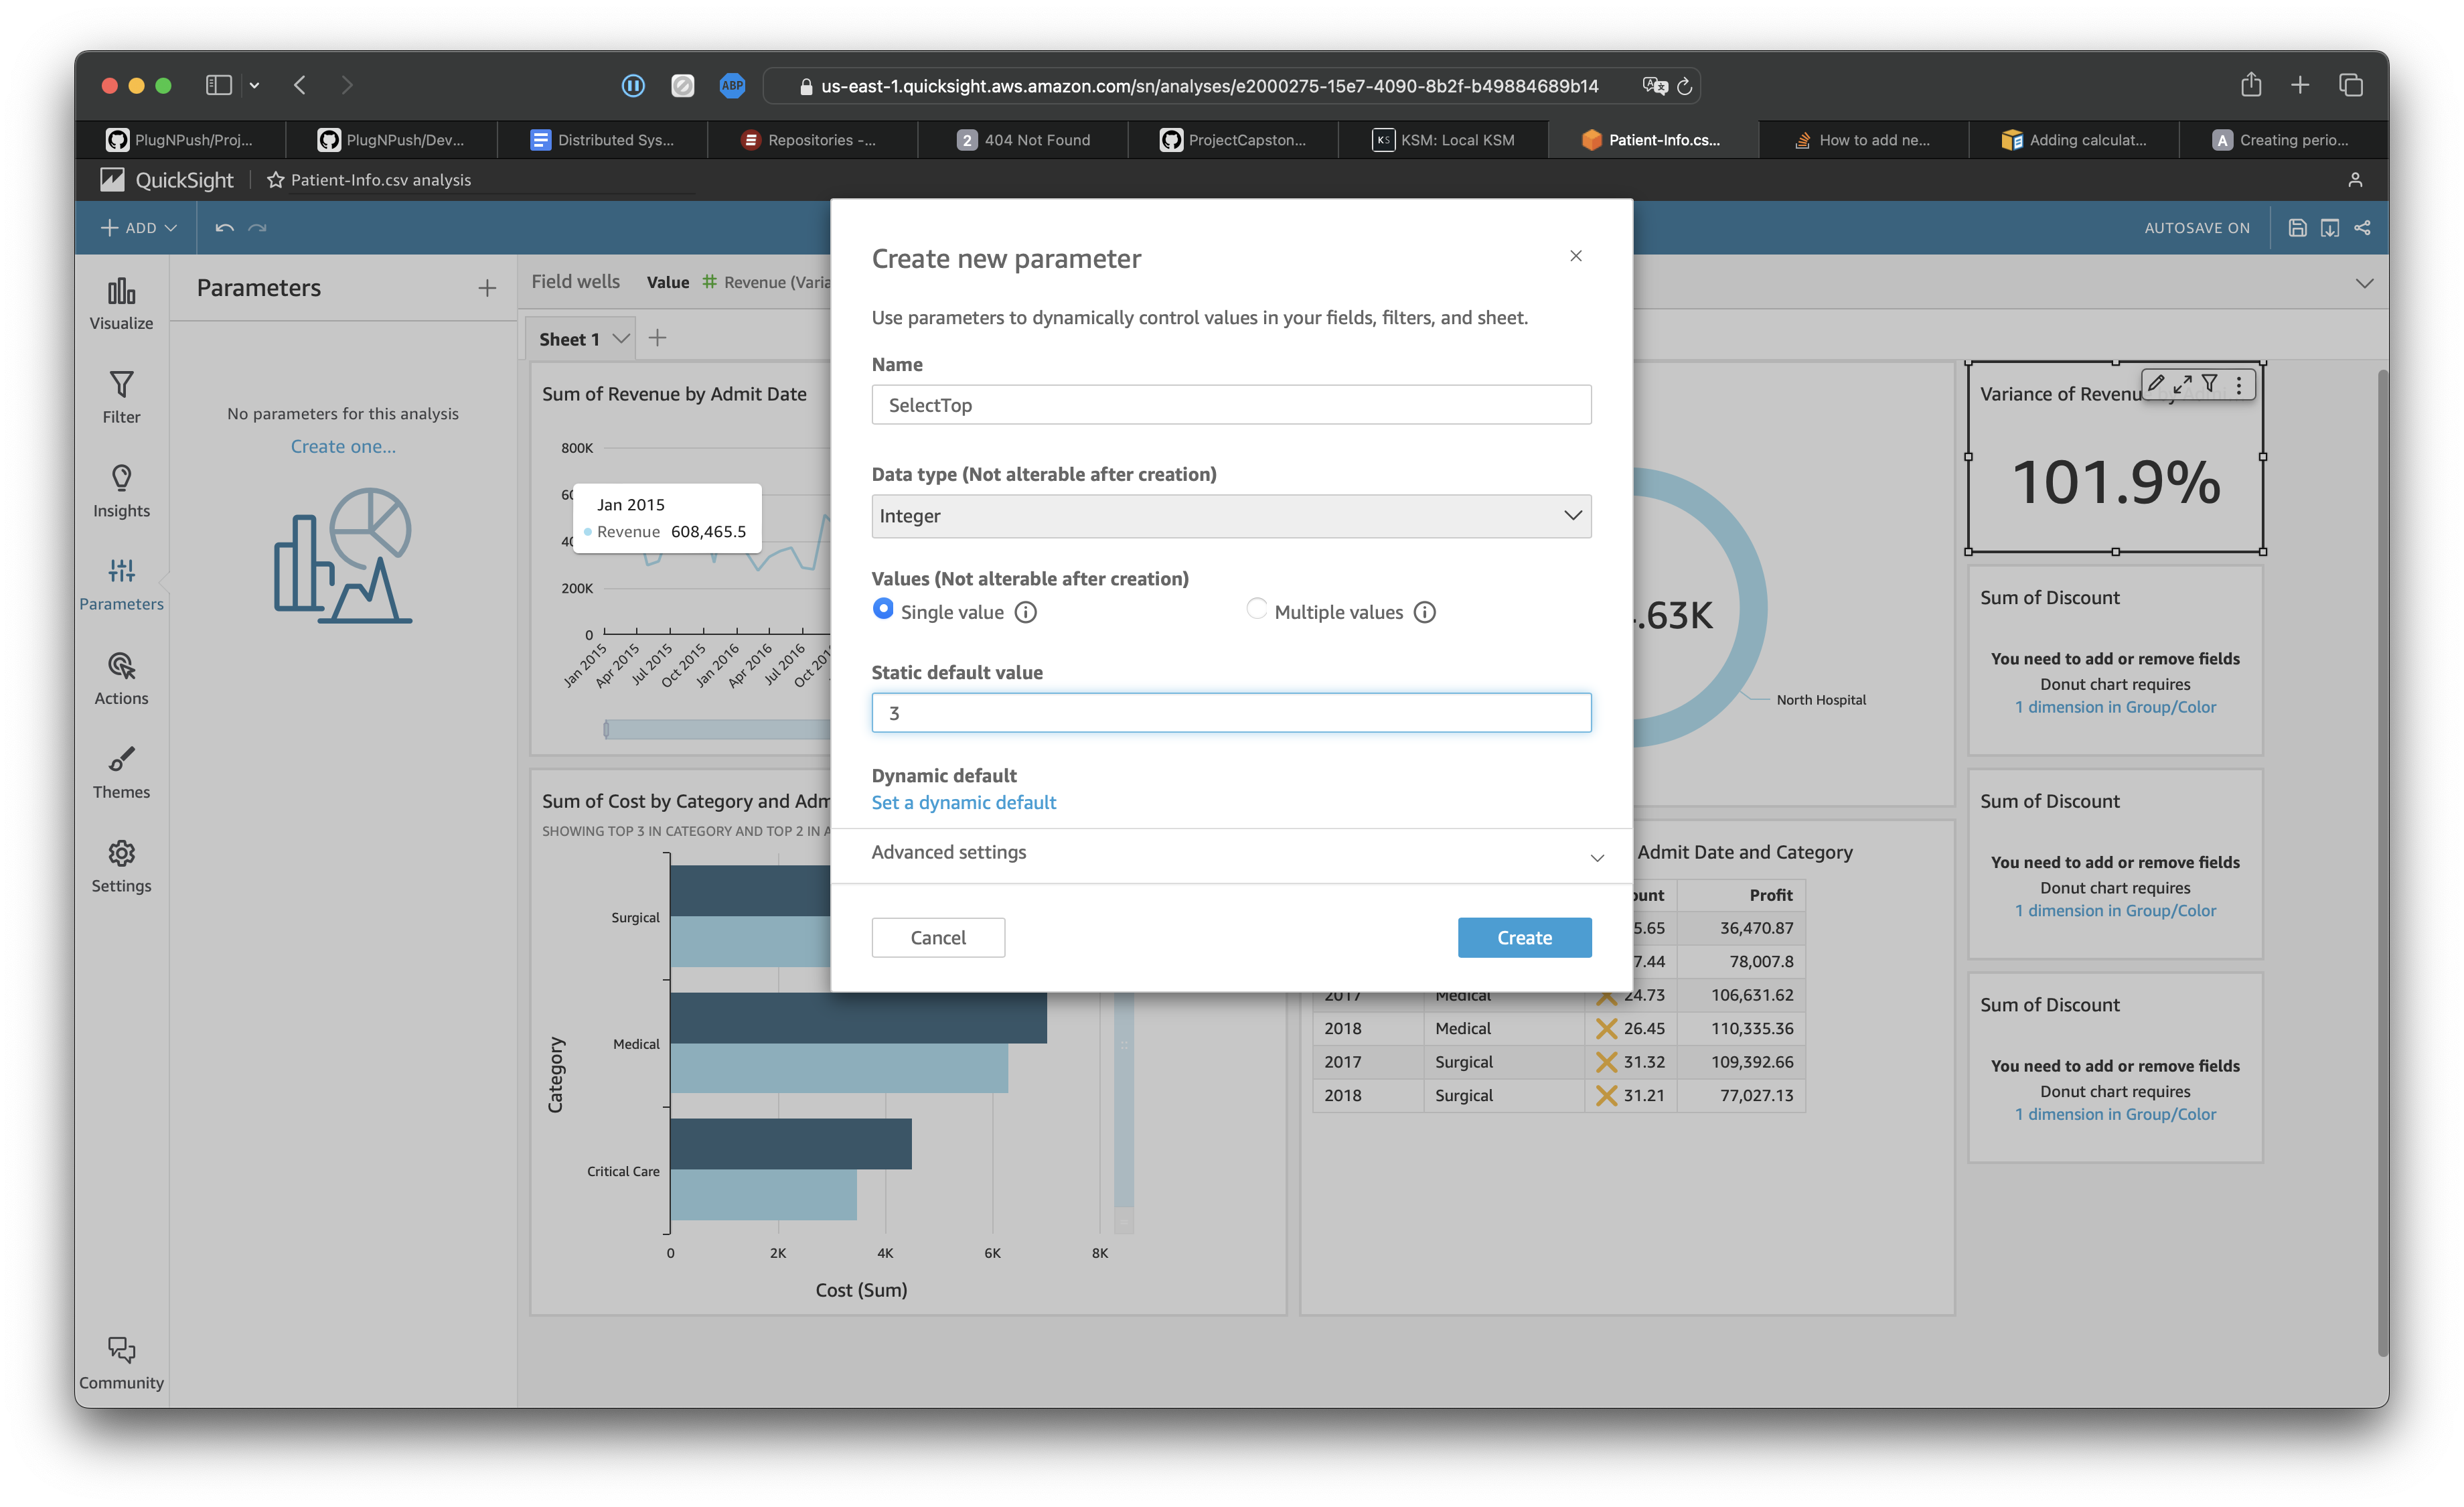 ABP
us-east-1.quicksight.aws.amazon.com/sn/analyses/e2000275-15e7-4090-8b2f-b49884689b14
PlugNPush/Proj...
PlugNPush/Dev...
Distributed Sys...
Repositories -...
2 404 Not Found
ProjectCapston...
KS KSM: Local KSM
Patient-Info.cs...
How to add ne...
Adding calculat...
A Creating perio...
QuickSight
Patient-Info.csv analysis
ADD
AUTOSAVE ON
Visualize
Filter
Insights
Parameters
Actions
Themes
Settings
Community
Parameters
No parameters for this analysis
Create one...
Field wells
Value # Revenue (Varia
Sheet 1
Sum of Revenue by Admit Date
800K
60
40
200K
0
Jan 2015
Revenue 608,465.5
Jan 2015
Apr 2015
Jul 2015
Oct 2015
Jan 2016
Apr 2016
Jul 2016
Oct 201
Sum of Cost by Category and Adm
SHOWING TOP 3 IN CATEGORY AND TOP 2 IN A
Category
Surgical
Medical
Critical Care
0
2K
4K
6K
8K
Cost (Sum)
Create new parameter
Use parameters to dynamically control values in your fields, filters, and sheet.
Name
SelectTop
Data type (Not alterable after creation)
Integer
Values (Not alterable after creation)
Single value
Multiple values
Static default value
3
Dynamic default
Set a dynamic default
Advanced settings
Cancel
Create
.63K
North Hospital
Admit Date and Category
ount Profit
5.65 36,470.87
7.44 78,007.8
2017 Medical 24.73 106,631.62
2018 Medical 26.45 110,335.36
2017 Surgical 31.32 109,392.66
2018 Surgical 31.21 77,027.13
Variance of Revenu
101.9%
Sum of Discount
You need to add or remove fields
Donut chart requires
1 dimension in Group/Color
Sum of Discount
You need to add or remove fields
Donut chart requires
1 dimension in Group/Color
Sum of Discount
You need to add or remove fields
Donut chart requires
1 dimension in Group/Color